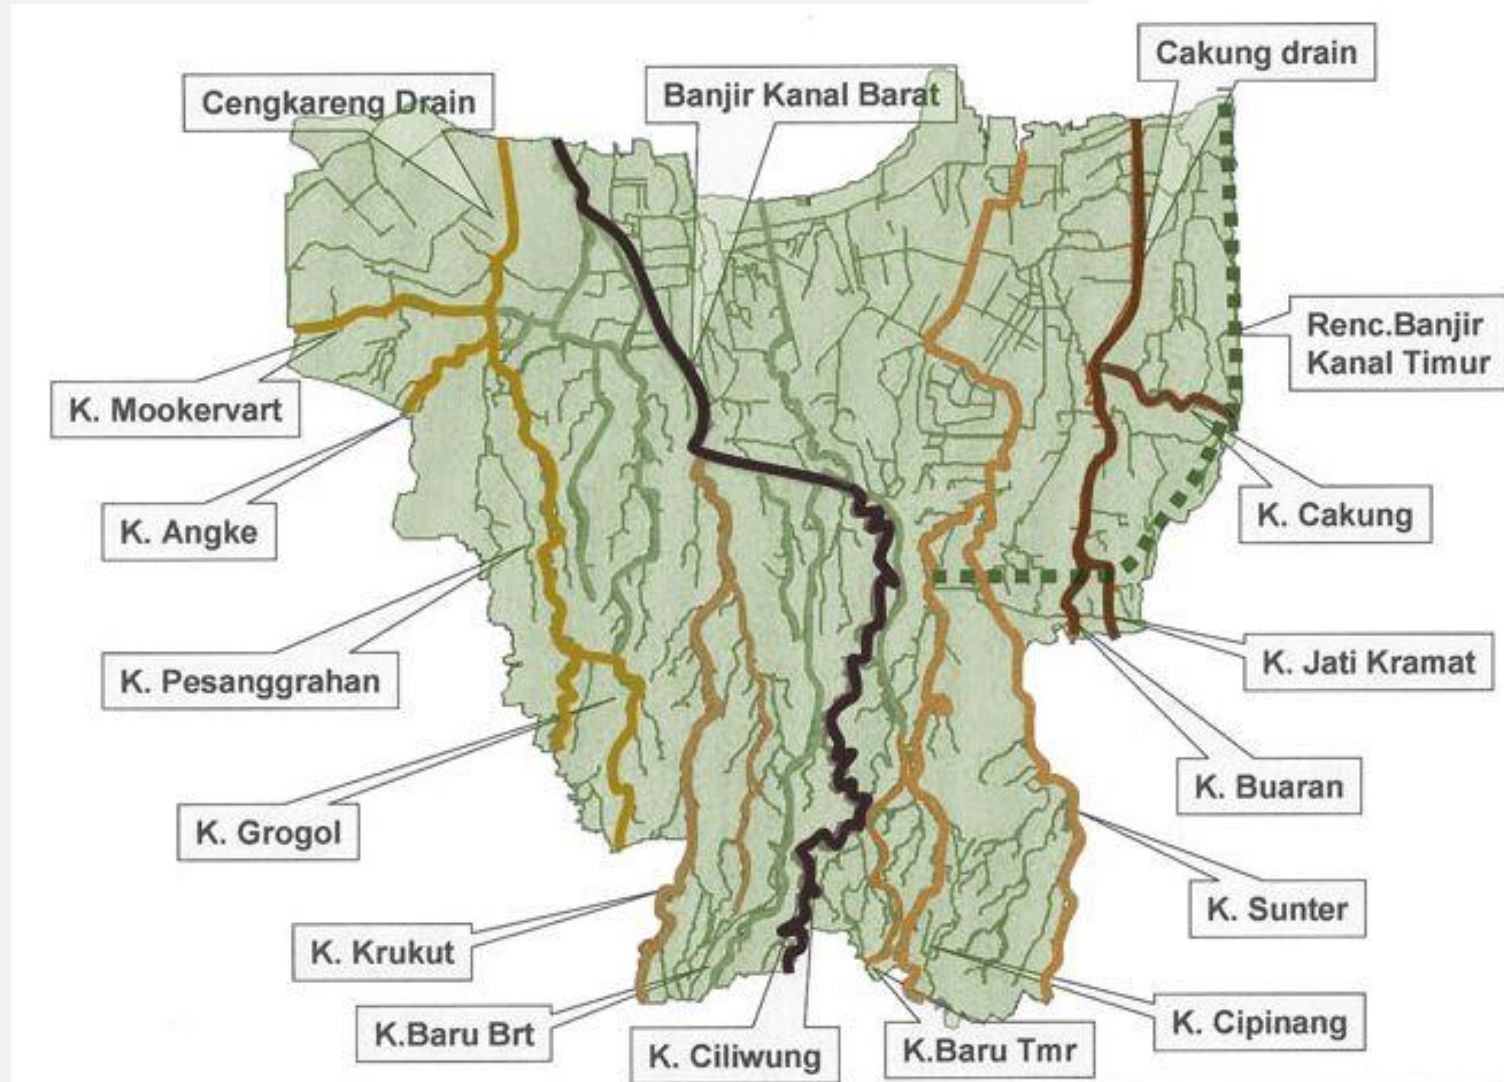 Cakung drain
Cengkareng Drain
Banjir Kanal Barat
Renc.Banjir
Kanal Timur
K. Mookervart
K. Angke
K. Cakung
K. Pesanggrahan
K. Jati Kramat
K. Buaran
K. Grogol
K. Sunter
K. Krukut
K.Baru Brt
K. Ciliwung
K.Baru Tmr
K. Cipinang